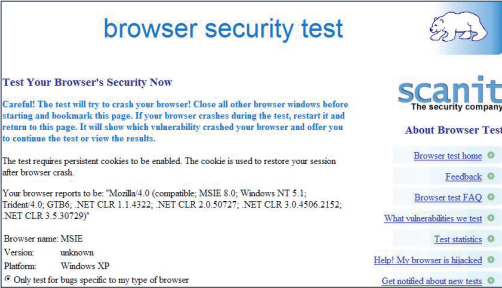 browser security test
Test Your Browser's Security Now
Careful! The test will try to crash your browser! Close all other browser windows before
starting and bookmark this page. If your browser crashes during the test, restart it and
return to this page. It will show which vulnerability crashed your browser and offer you
to continue the test or view the results.
The test requires persistent cookies to be enabled. The cookie is used to restore your session
after browser crash.
Your browser reports to be: "Mozilla/4.0 (compatible; MSIE 8.0; Windows NT 5.1;
Trident/4.0; GTB6; .NET CLR 1.1.4322; .NET CLR 2.0.50727; .NET CLR 3.0.4506.2152;
.NET CLR 3.5.30729)"
Browser name: MSIE
Version: unknown
Platform: Windows XP
Only test for bugs specific to my type of browser
scanit
The security company
About Browser Test
Browser test home
Feedback
Browser test FAQ
What vulnerabilities we test
Test statistics
Help! My browser is hijacked
Get notified about new tests